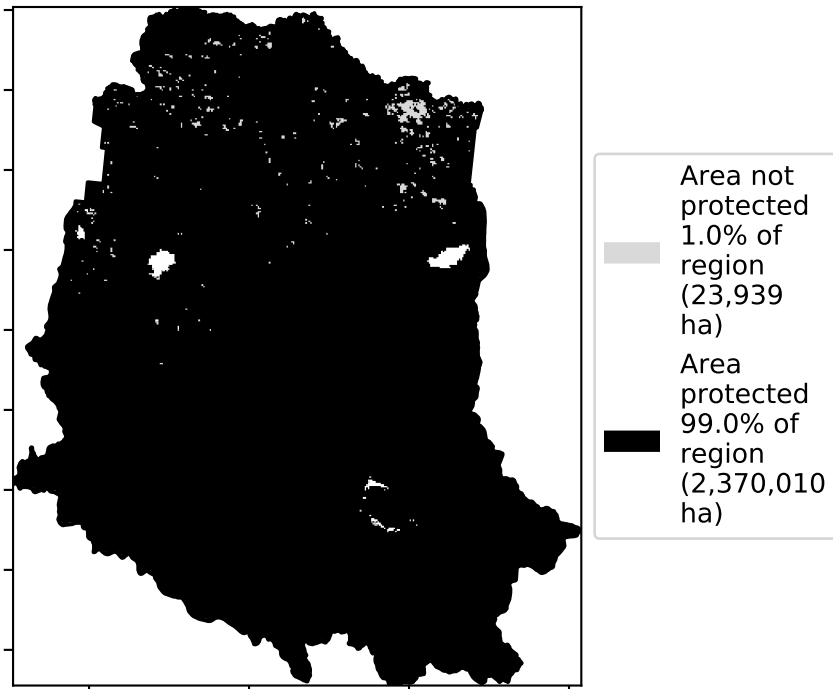 Area not
protected
1.0% of
region
(23,939
ha)
Area
protected
99.0% of
region
(2,370,010
ha)